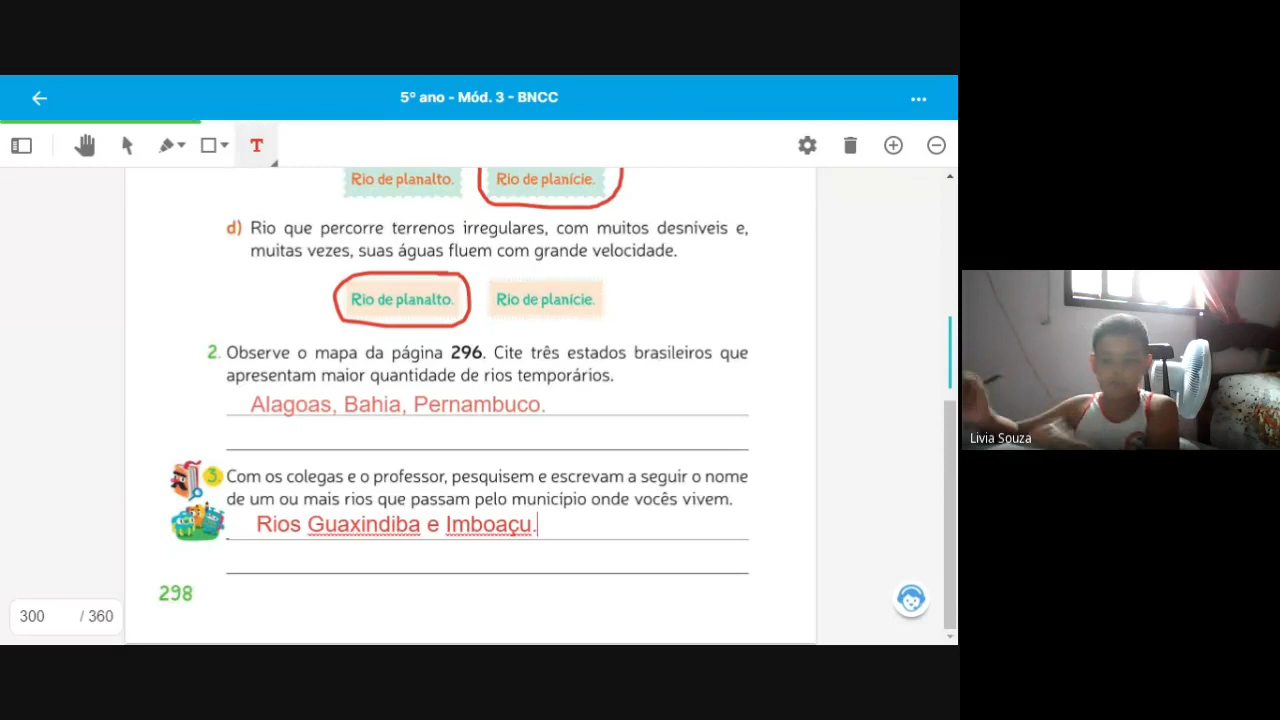 5º ano - Mód. 3 - BNCC
T
Rio de planalto. Rio de planície.
d) Rio que percorre terrenos irregulares, com muitos desníveis e,
muitas vezes, suas águas fluem com grande velocidade.
Rio de planalto. Rio de planície.
2. Observe o mapa da página 296. Cite três estados brasileiros que
apresentam maior quantidade de rios temporários.
Alagoas, Bahia, Pernambuco.
3. Com os colegas e o professor, pesquisem e escrevam a seguir o nome
de um ou mais rios que passam pelo município onde vocês vivem.
Rios Guaxindiba e Imboaçu.
298
300 / 360
Livia Souza